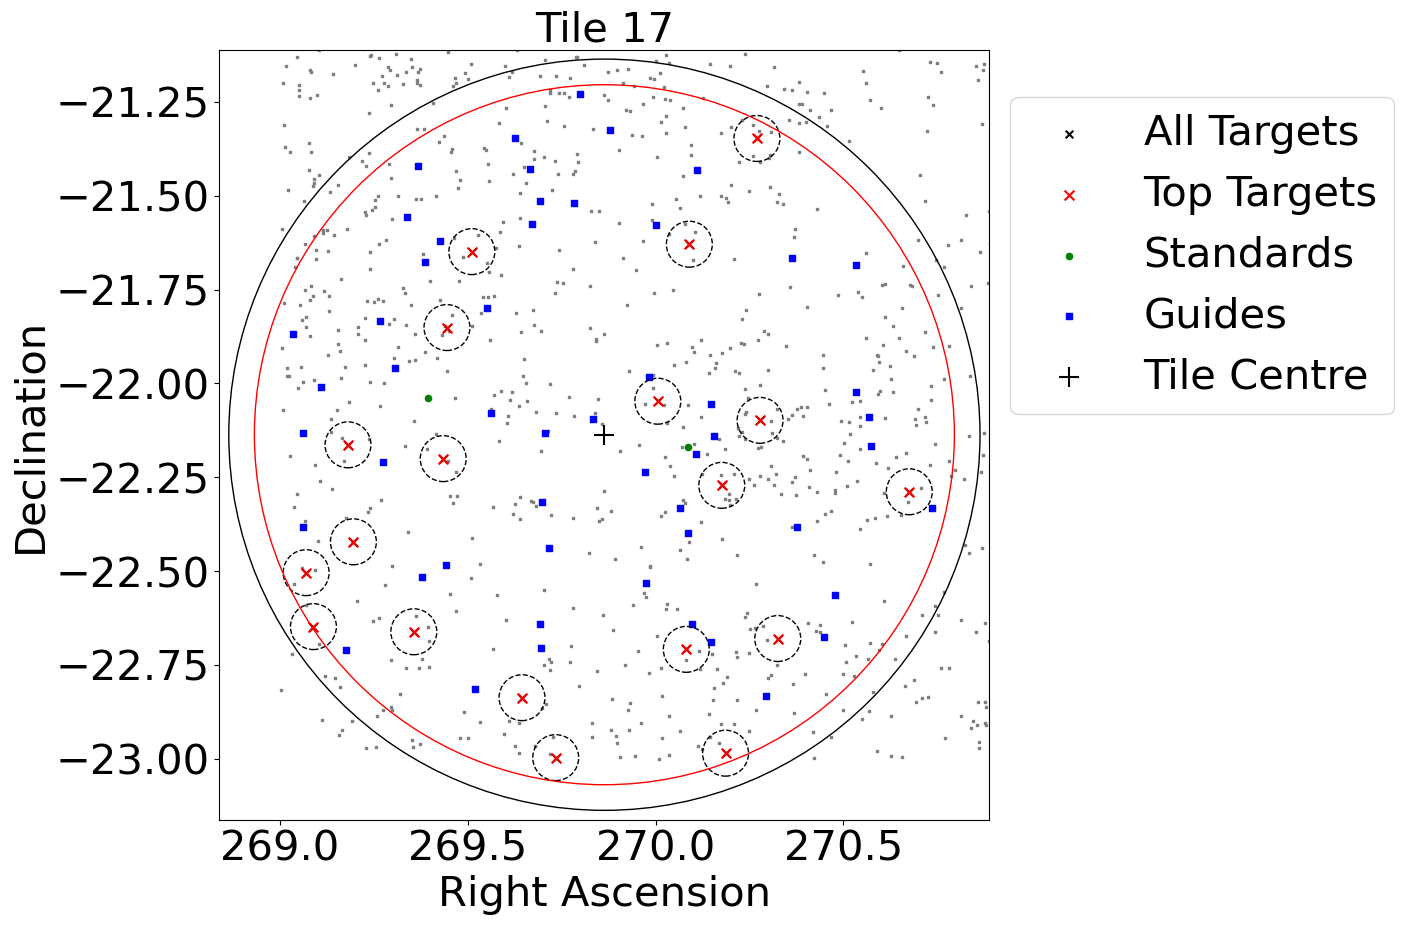 Tile 17
−21.25
−21.50
−21.75
−22.00
−22.25
−22.50
−22.75
−23.00
Declination
269.0 269.5 270.0 270.5
Right Ascension
All Targets
Top Targets
Standards
Guides
Tile Centre